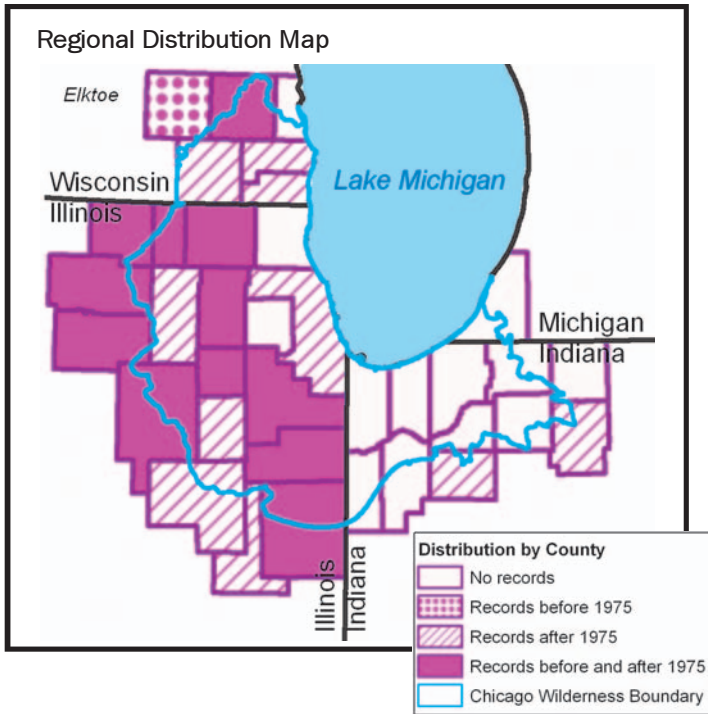 Regional Distribution Map
Elktoe
Lake Michigan
Wisconsin
Illinois
Michigan
Indiana
Illinois
Indiana
Distribution by County
No records
Records before 1975
Records after 1975
Records before and after 1975
Chicago Wilderness Boundary